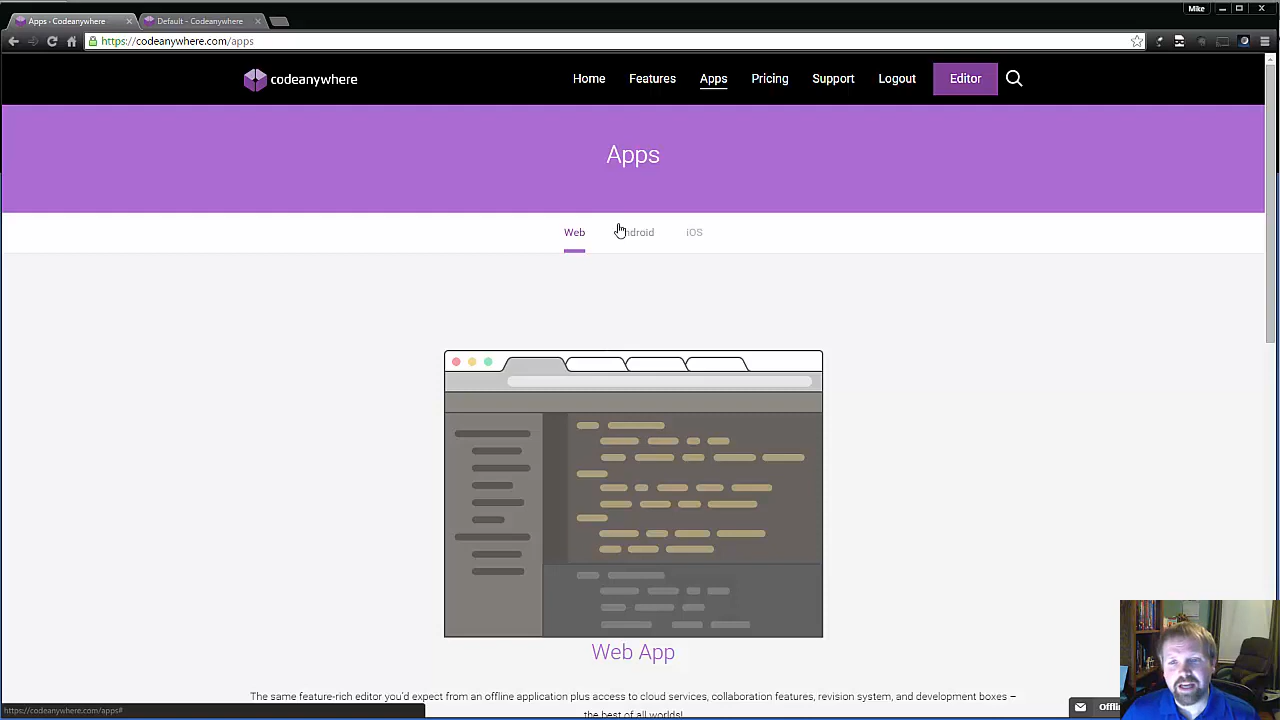 Mike
Apps - Codeanywhere
Default - Codeanywhere
https://codeanywhere.com/apps
codeanywhere
Home
Features
Apps
Pricing
Support
Logout
Editor
Apps
Web
ndroid
iOS
Web App
The same feature-rich editor you'd expect from an offline application plus access to cloud services, collaboration features, revision system, and development boxes –
the best of all worlds!
https://codeanywhere.com/apps#
Offli